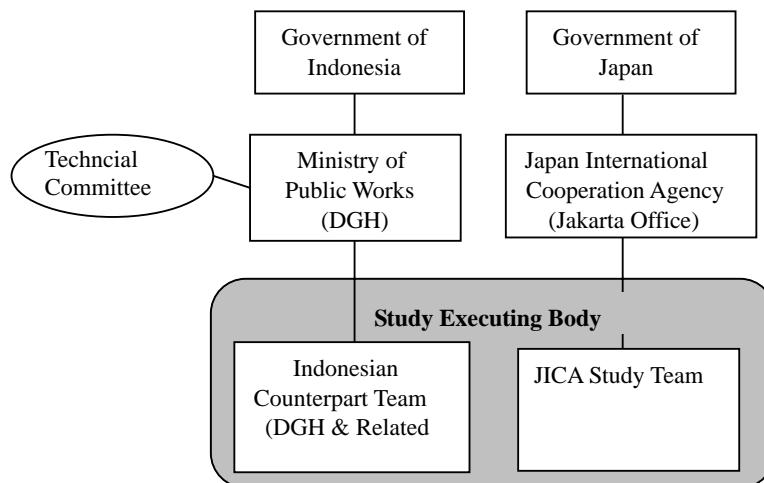 Government of
Indonesia
Government of
Japan
Techncial
Committee
Ministry of
Public Works
(DGH)
Japan International
Cooperation Agency
(Jakarta Office)
Study Executing Body
Indonesian
Counterpart Team
(DGH & Related
JICA Study Team